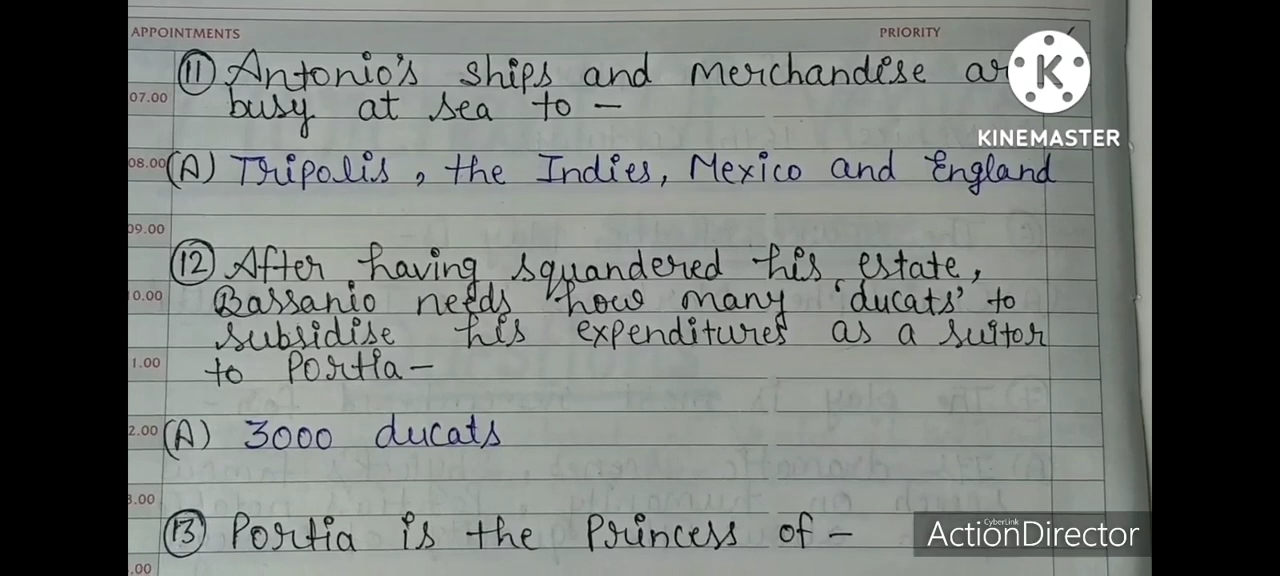 APPOINTMENTS PRIORITY
11 Antonio's ships and merchandise ar
07.00 busy at sea to -
08.00 (A) Tripolis, the Indies, Mexico and England
09.00
12 After having squandered his estate,
0.00 Bassanio needs how many 'ducats' to
subsidise his expenditures as a suitor
1.00 to Portia -
2.00 (A) 3000 ducats
3.00
13 Portia is the Princess of -
.00
K
KINEMASTER
CyberLink
ActionDirector